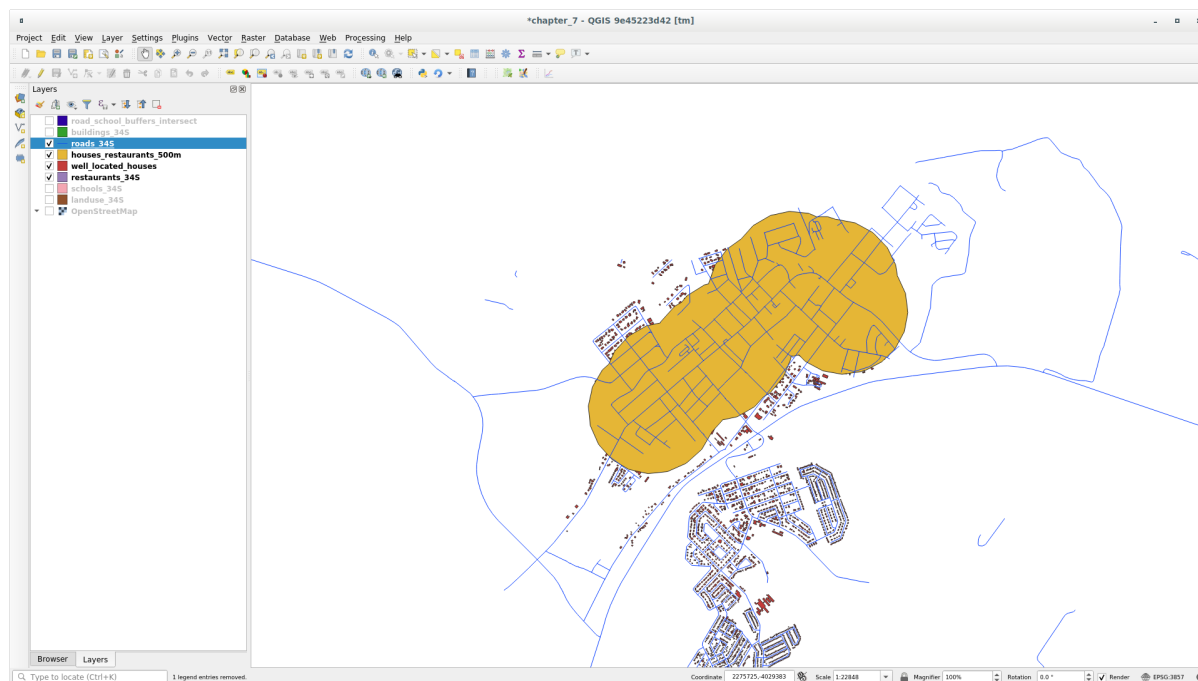 *chapter_7 - QGIS 9e45223d42 [tm]
Project Edit View Layer Settings Plugins Vector Raster Database Web Processing Help
Layers
road_school_buffers_intersect
buildings_34S
roads_34S
houses_restaurants_500m
well_located_houses
restaurants_34S
schools_34S
landuse_34S
OpenStreetMap
Browser Layers
Type to locate (Ctrl+K) 1 legend entries removed. Coordinate 2275725,-4029383 Scale 1:22848 Magnifier 100% Rotation 0.0 ° Render EPSG:3857